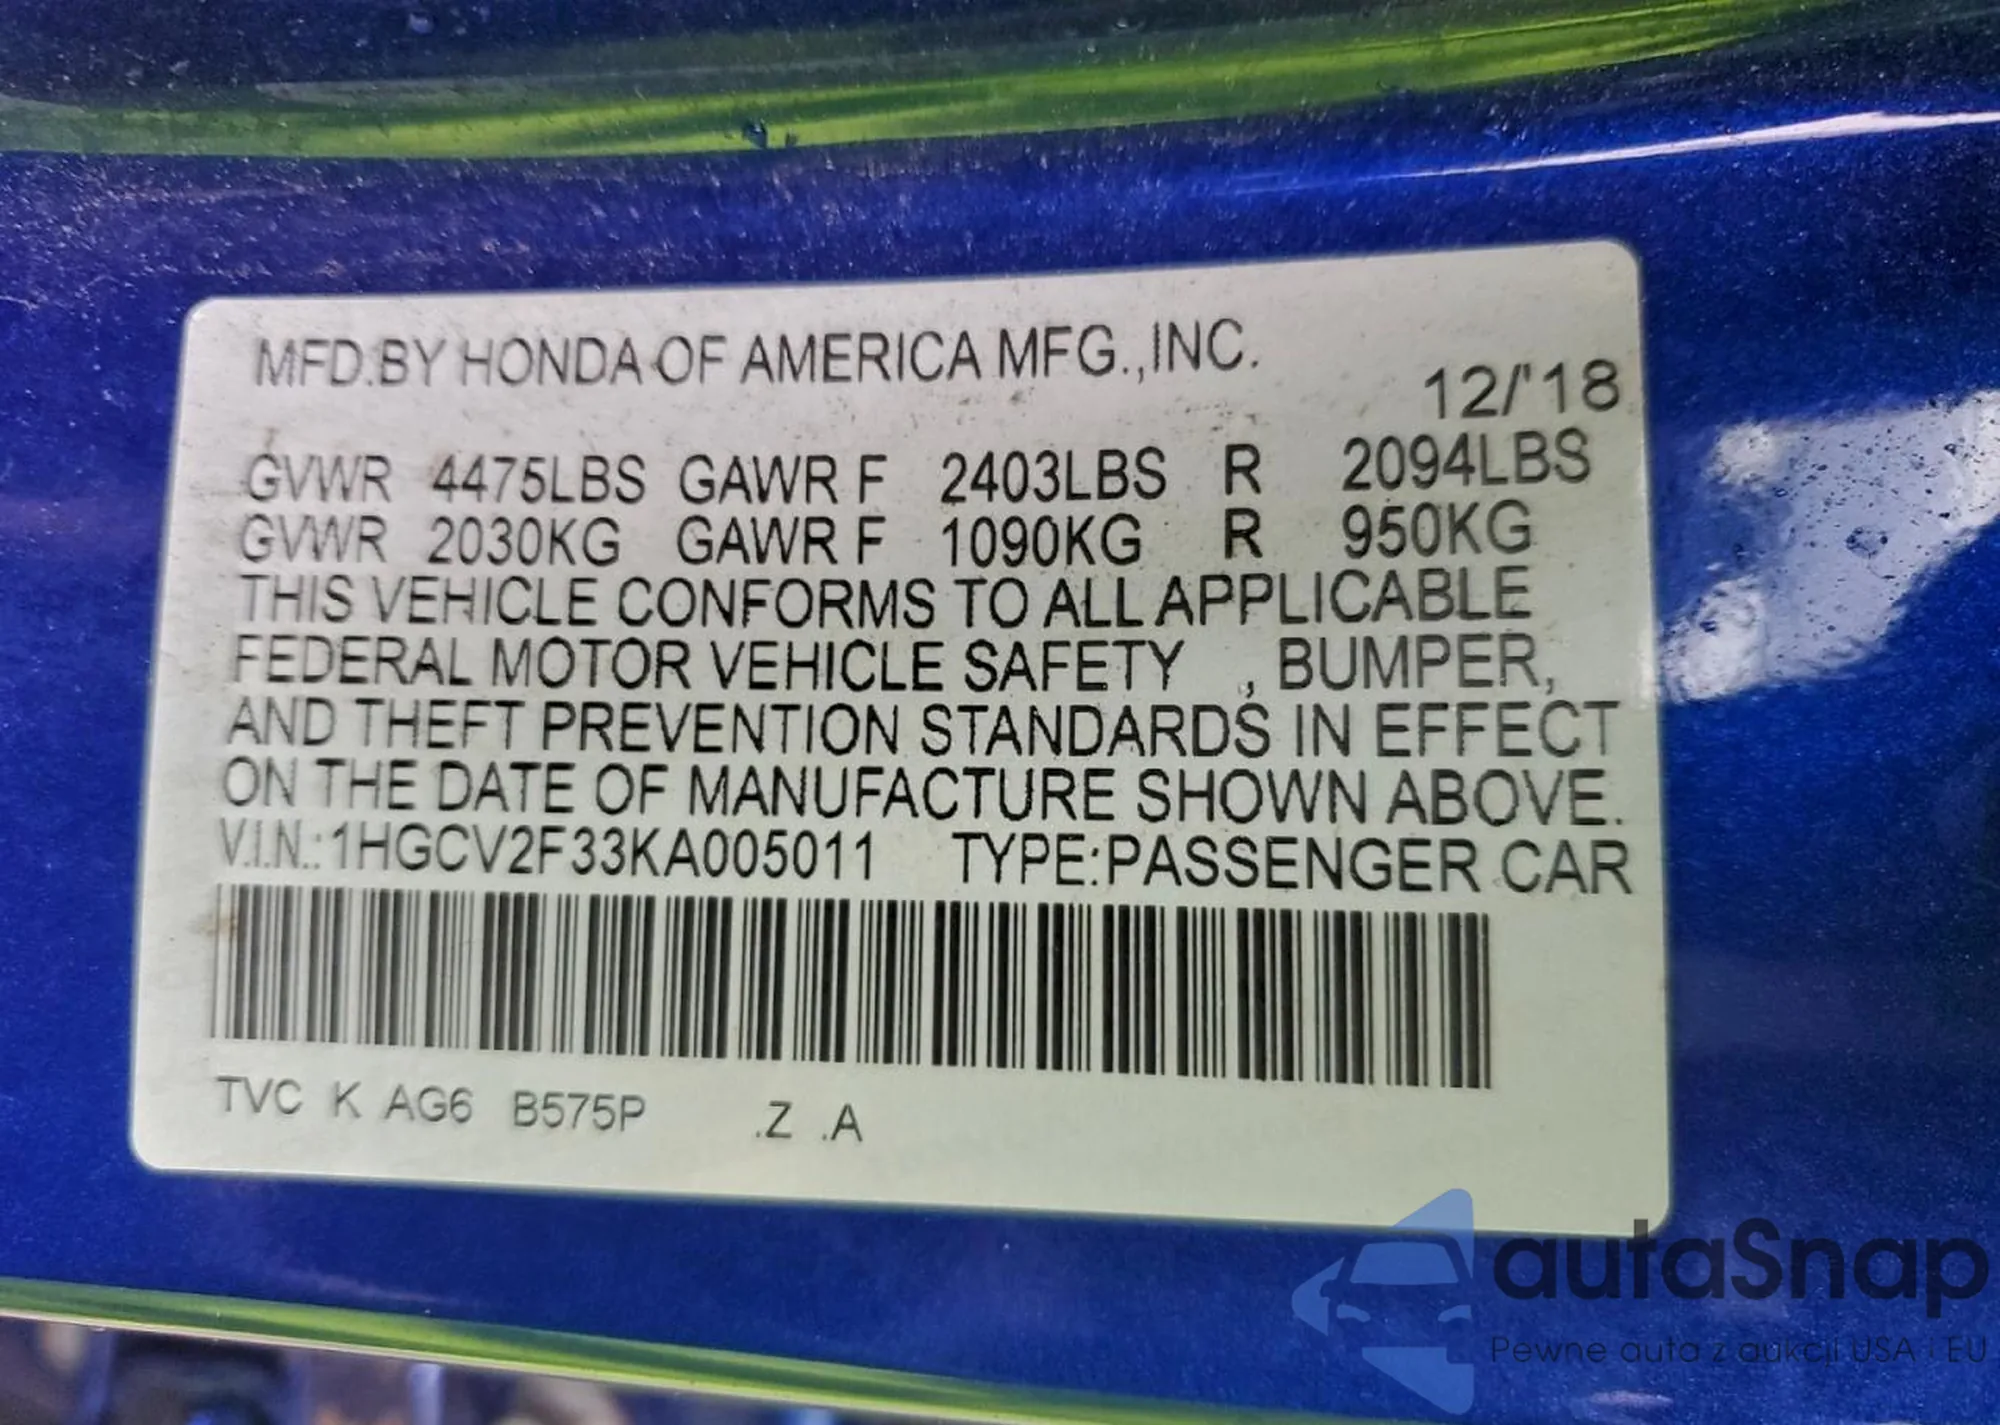 MFD.BY HONDA OF AMERICA MFG.,INC.
12/'18
GVWR 4475LBS GAWR F 2403LBS R 2094LBS
GVWR 2030KG GAWR F 1090KG R 950KG
THIS VEHICLE CONFORMS TO ALL APPLICABLE
FEDERAL MOTOR VEHICLE SAFETY , BUMPER,
AND THEFT PREVENTION STANDARDS IN EFFECT
ON THE DATE OF MANUFACTURE SHOWN ABOVE.
V.I.N.:1HGCV2F33KA005011 TYPE:PASSENGER CAR
TVC K AG6 B575P .Z .A
autaSnap
Pewne auta z aukcji USA i EU